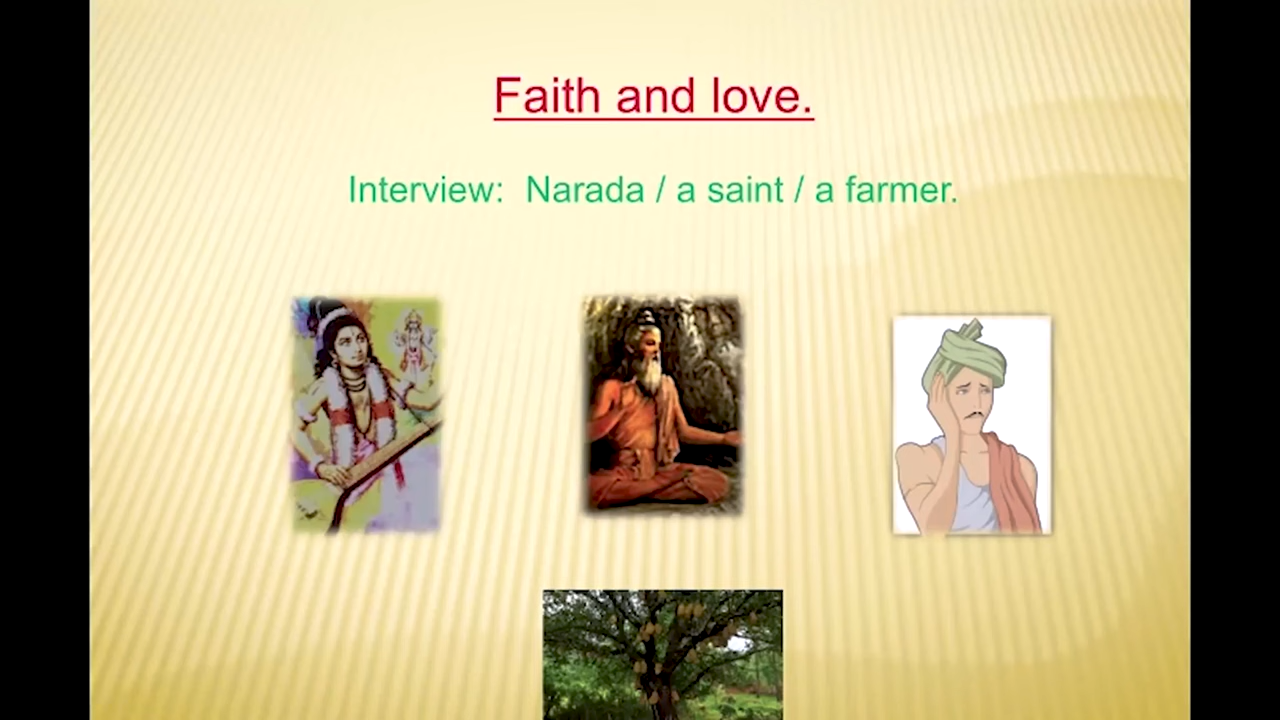 Faith and love.
Interview: Narada / a saint / a farmer.